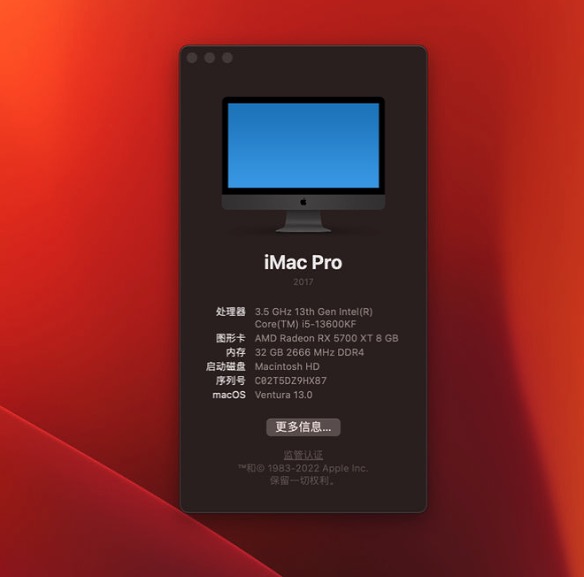 iMac Pro
2017
处理器 3.5 GHz 13th Gen Intel(R)
Core(TM) i5-13600KF
图形卡 AMD Radeon RX 5700 XT 8 GB
内存 32 GB 2666 MHz DDR4
启动磁盘 Macintosh HD
序列号 C02T5DZ9HX87
macOS Ventura 13.0
更多信息...
监管认证
™和© 1983-2022 Apple Inc.
保留一切权利。